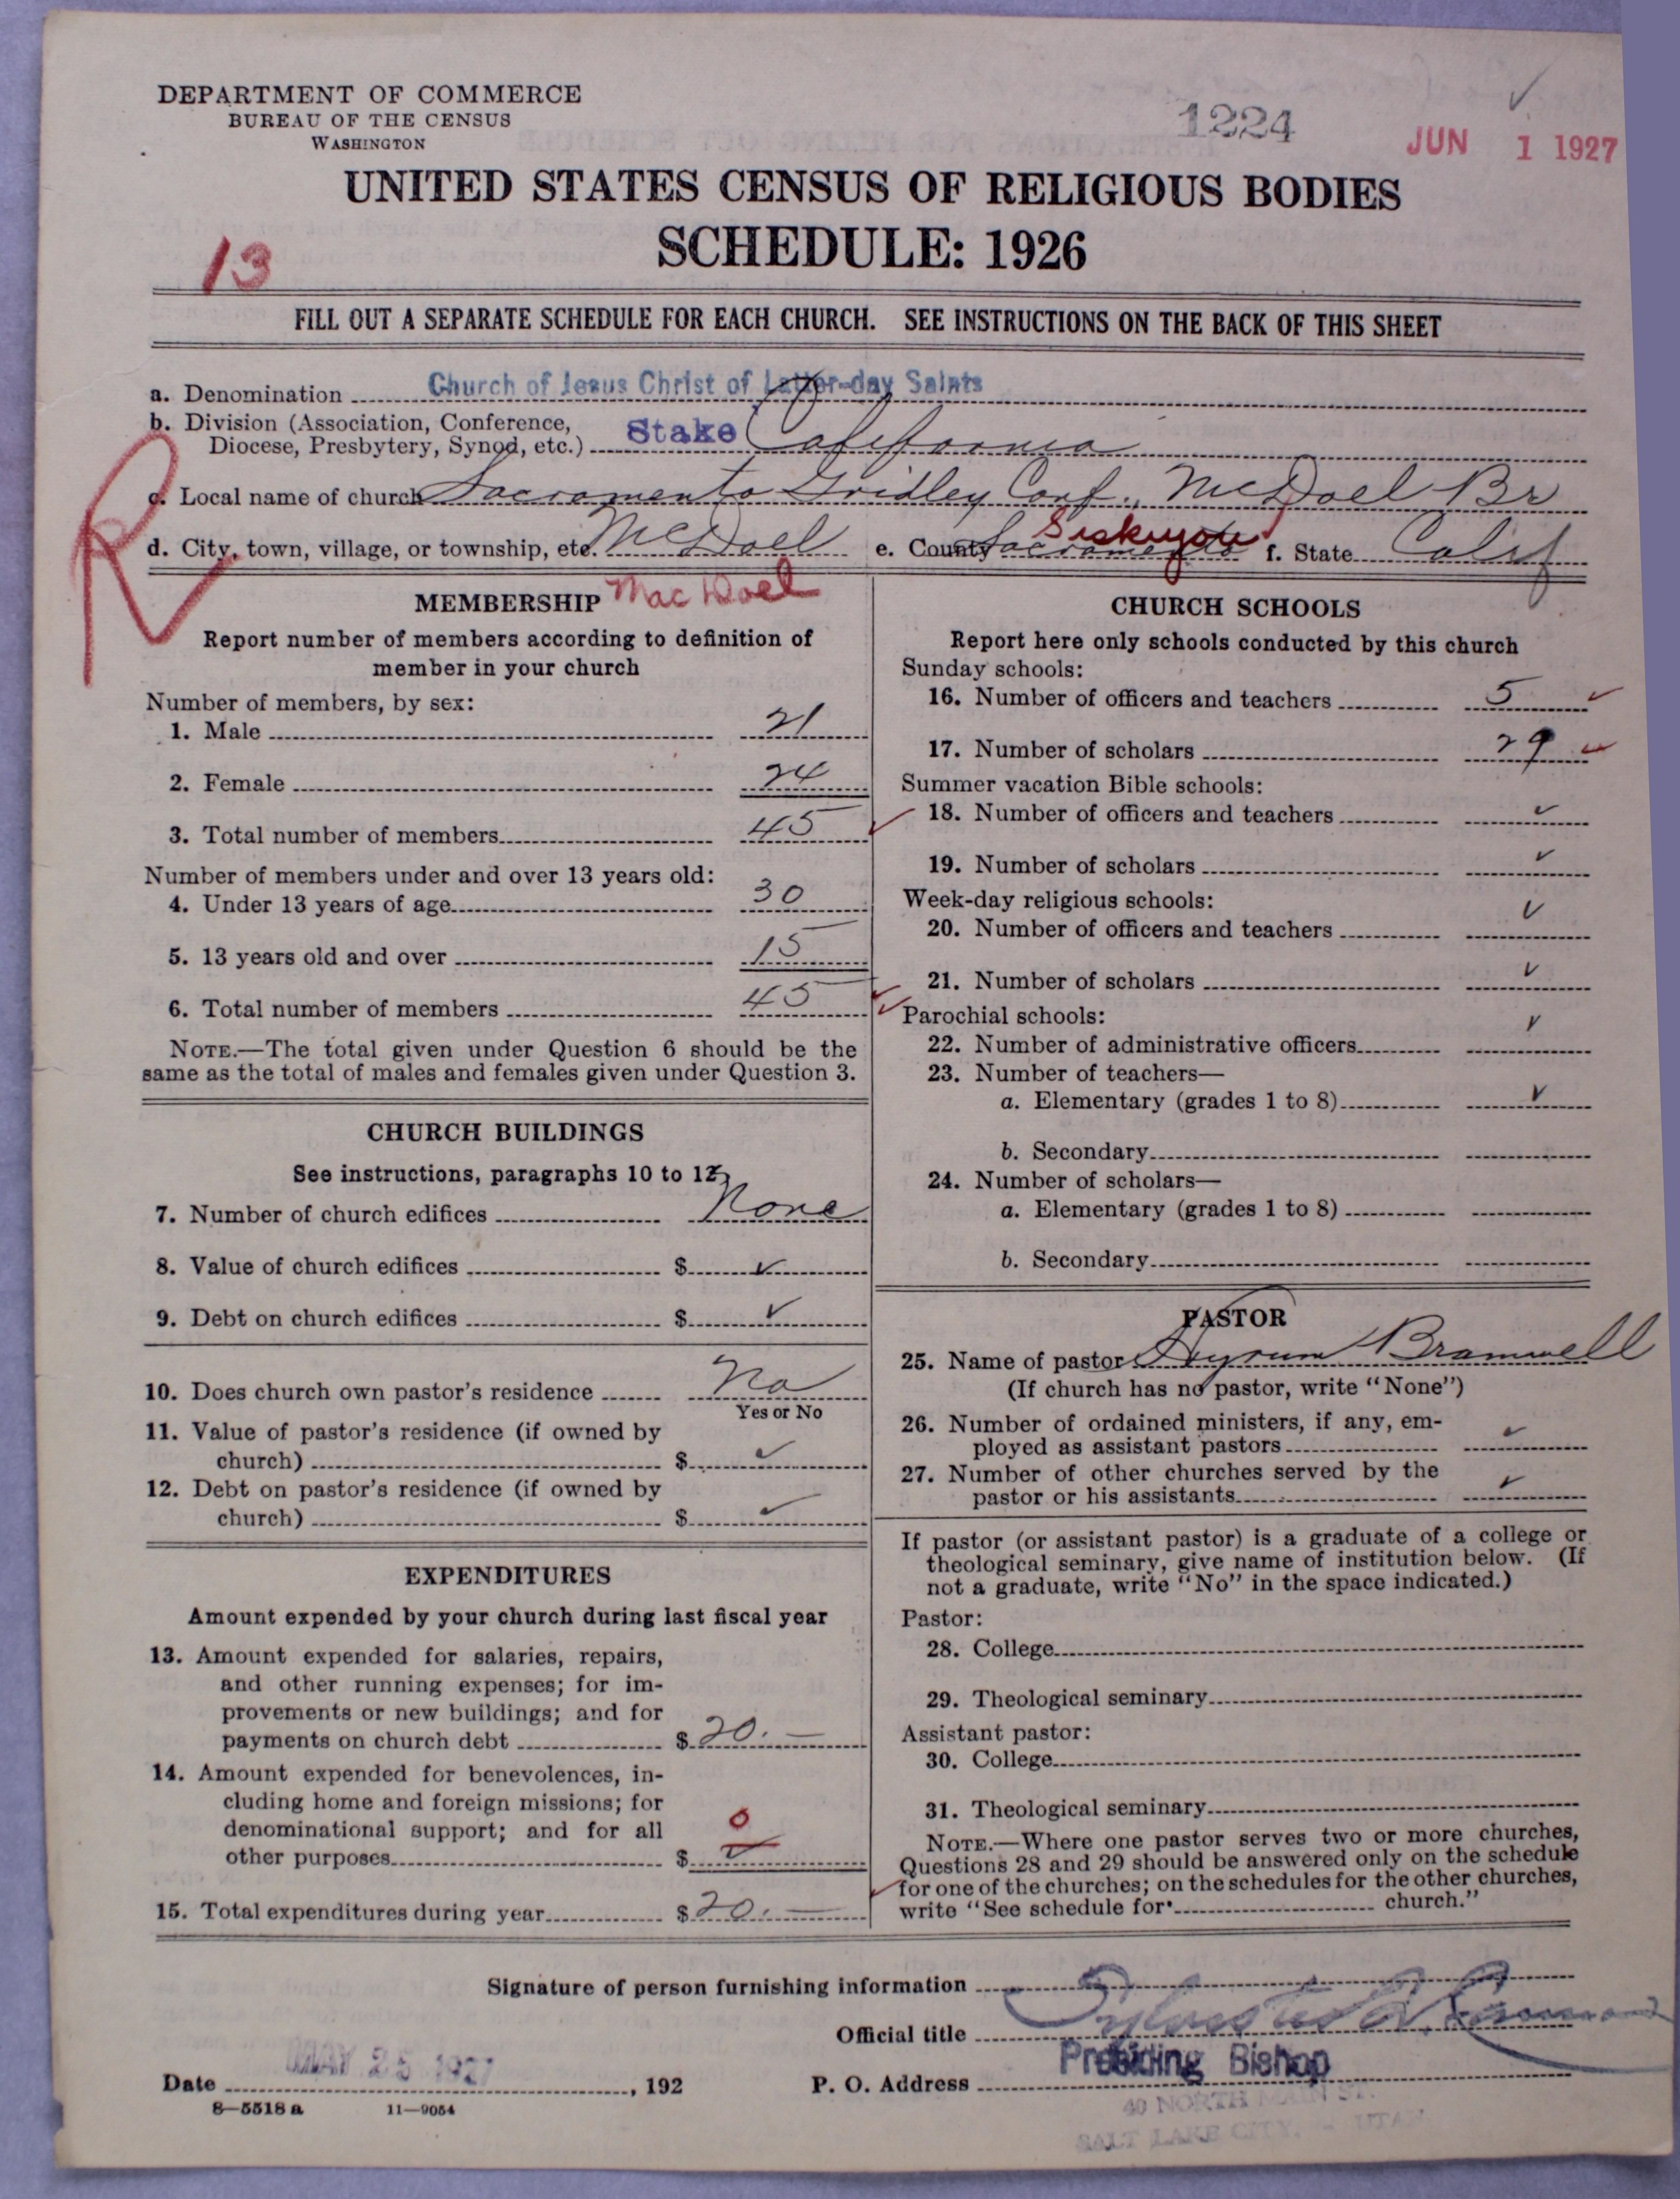 DEPARTMENT OF COMMERCE
BUREAU OF THE CENSUS
WASHINGTON
1224
JUN 1 1927
UNITED STATES CENSUS OF RELIGIOUS BODIES
SCHEDULE: 1926
13
FILL OUT A SEPARATE SCHEDULE FOR EACH CHURCH. SEE INSTRUCTIONS ON THE BACK OF THIS SHEET
a. Denomination Church of Jesus Christ of Latter-day Saints
b. Division (Association, Conference,
Diocese, Presbytery, Synod, etc.) Stake California
c. Local name of church Sacramento Gridley Conf., McDoel Br
R
d. City, town, village, or township, etc. McDoel e. County Sacramento Siskiyou f. State Calif
MEMBERSHIP MacDoel
Report number of members according to definition of
member in your church
Number of members, by sex:
1. Male 21
2. Female 24
3. Total number of members 45
Number of members under and over 13 years old:
4. Under 13 years of age 30
5. 13 years old and over 15
6. Total number of members 45
NOTE.—The total given under Question 6 should be the
same as the total of males and females given under Question 3.
CHURCH BUILDINGS
See instructions, paragraphs 10 to 12
7. Number of church edifices None
8. Value of church edifices $ ✓
9. Debt on church edifices $ ✓
10. Does church own pastor's residence No
Yes or No
11. Value of pastor's residence (if owned by
church) $ ✓
12. Debt on pastor's residence (if owned by
church) $ ✓
EXPENDITURES
Amount expended by your church during last fiscal year
13. Amount expended for salaries, repairs,
and other running expenses; for im-
provements or new buildings; and for
payments on church debt $ 20.—
14. Amount expended for benevolences, in-
cluding home and foreign missions; for
denominational support; and for all
other purposes $ 0
15. Total expenditures during year $ 20.—
CHURCH SCHOOLS
Report here only schools conducted by this church
Sunday schools:
16. Number of officers and teachers 5
17. Number of scholars 29
Summer vacation Bible schools:
18. Number of officers and teachers ✓
19. Number of scholars ✓
Week-day religious schools:
20. Number of officers and teachers ✓
21. Number of scholars ✓
Parochial schools:
22. Number of administrative officers ✓
23. Number of teachers—
a. Elementary (grades 1 to 8) ✓
b. Secondary
24. Number of scholars—
a. Elementary (grades 1 to 8)
b. Secondary
PASTOR
25. Name of pastor Hyrum Bramwell
(If church has no pastor, write "None")
26. Number of ordained ministers, if any, em-
ployed as assistant pastors ✓
27. Number of other churches served by the
pastor or his assistants ✓
If pastor (or assistant pastor) is a graduate of a college or
theological seminary, give name of institution below. (If
not a graduate, write "No" in the space indicated.)
Pastor:
28. College
29. Theological seminary
Assistant pastor:
30. College
31. Theological seminary
NOTE.—Where one pastor serves two or more churches,
Questions 28 and 29 should be answered only on the schedule
for one of the churches; on the schedules for the other churches,
write "See schedule for church."
Signature of person furnishing information Sylvester Q. Cannon
Official title
Presiding Bishop
Date MAY 25 1927, 192
P. O. Address
40 NORTH MAIN ST.
SALT LAKE CITY, - UTAH
8—5518 a 11—9054